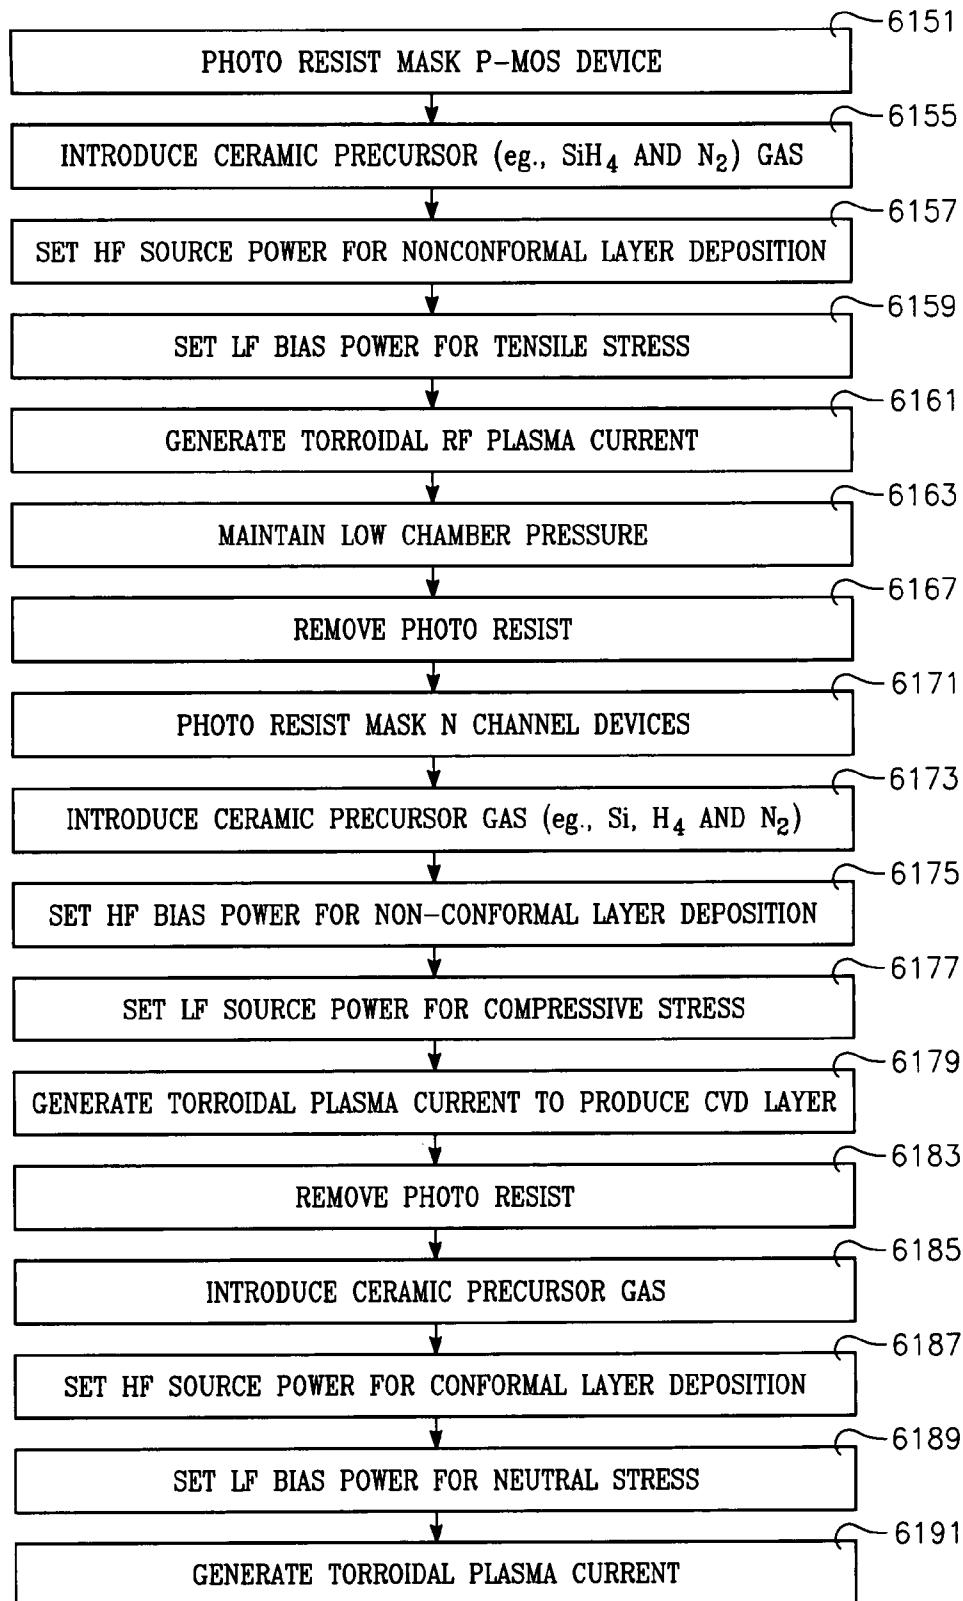 6151
PHOTO RESIST MASK P-MOS DEVICE
6155
INTRODUCE CERAMIC PRECURSOR (eg., SiH4 AND N2) GAS
6157
SET HF SOURCE POWER FOR NONCONFORMAL LAYER DEPOSITION
6159
SET LF BIAS POWER FOR TENSILE STRESS
6161
GENERATE TORROIDAL RF PLASMA CURRENT
6163
MAINTAIN LOW CHAMBER PRESSURE
6167
REMOVE PHOTO RESIST
6171
PHOTO RESIST MASK N CHANNEL DEVICES
6173
INTRODUCE CERAMIC PRECURSOR GAS (eg., Si, H4 AND N2)
6175
SET HF BIAS POWER FOR NON-CONFORMAL LAYER DEPOSITION
6177
SET LF SOURCE POWER FOR COMPRESSIVE STRESS
6179
GENERATE TORROIDAL PLASMA CURRENT TO PRODUCE CVD LAYER
6183
REMOVE PHOTO RESIST
6185
INTRODUCE CERAMIC PRECURSOR GAS
6187
SET HF SOURCE POWER FOR CONFORMAL LAYER DEPOSITION
6189
SET LF BIAS POWER FOR NEUTRAL STRESS
6191
GENERATE TORROIDAL PLASMA CURRENT